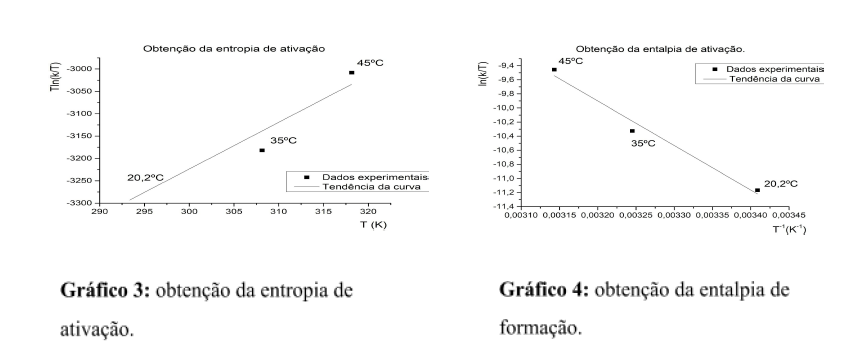 Obtenção da entropia de ativação
Tln(k/T)
-3000
-3050
-3100
-3150
-3200
-3250
-3300
45ºC
35ºC
20,2ºC
Dados experimentais
Tendência da curva
290 295 300 305 310 315 320
T (K)
Obtenção da entalpia de ativação.
ln(k/T)
-9,4
-9,6
-9,8
-10,0
-10,2
-10,4
-10,6
-10,8
-11,0
-11,2
-11,4
45ºC
35ºC
20,2ºC
Dados experimentais
Tendência da curva
0,00310 0,00315 0,00320 0,00325 0,00330 0,00335 0,00340 0,00345
T⁻¹(K⁻¹)
Gráfico 3: obtenção da entropia de
ativação.
Gráfico 4: obtenção da entalpia de
formação.